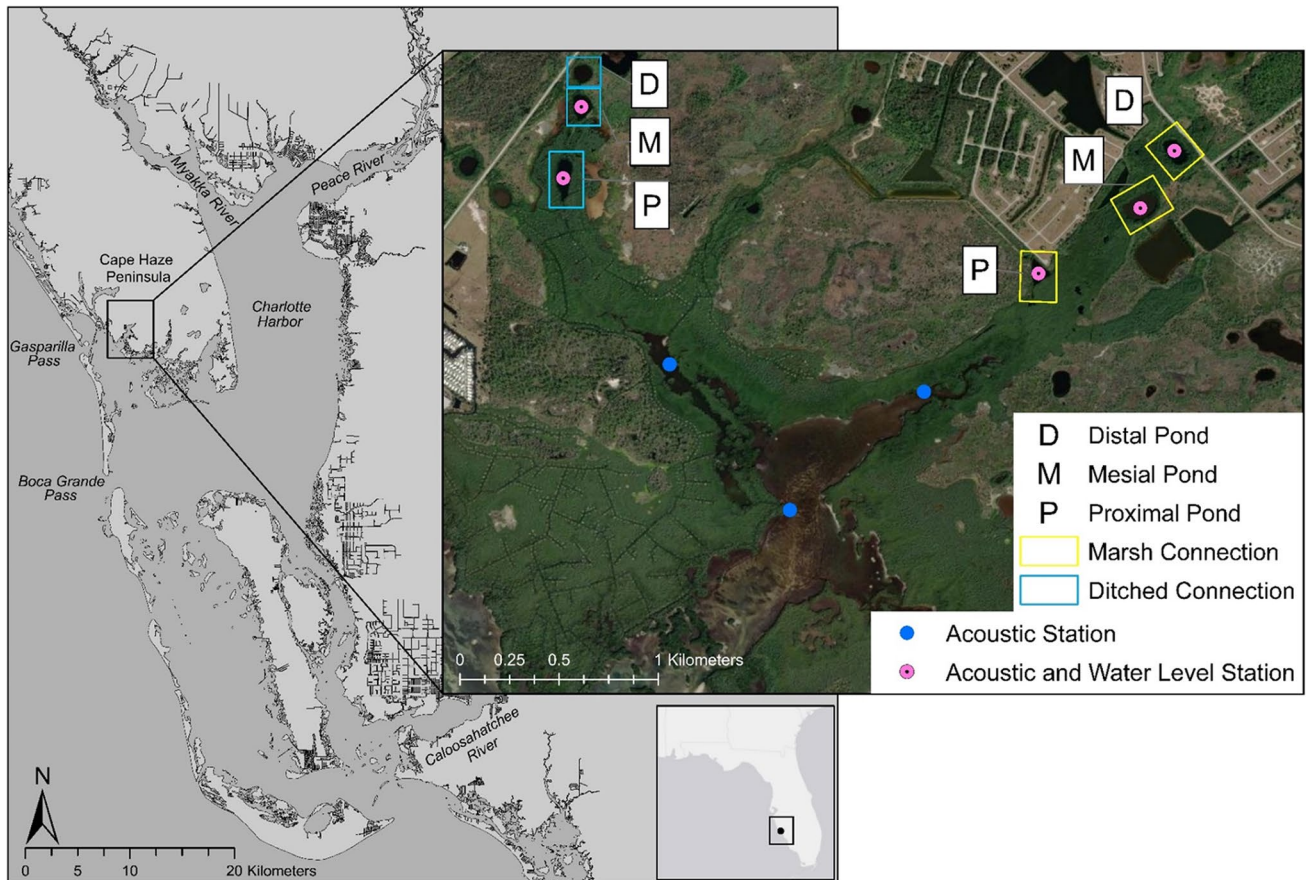 Myakka River
Peace River
Cape Haze
Peninsula
Charlotte
Harbor
Gasparilla
Pass
Boca Grande
Pass
Caloosahatchee
River
N
0 5 10 20 Kilometers
D
M
P
D
M
P
0 0.25 0.5 1 Kilometers
D Distal Pond
M Mesial Pond
P Proximal Pond
Marsh Connection
Ditched Connection
Acoustic Station
Acoustic and Water Level Station